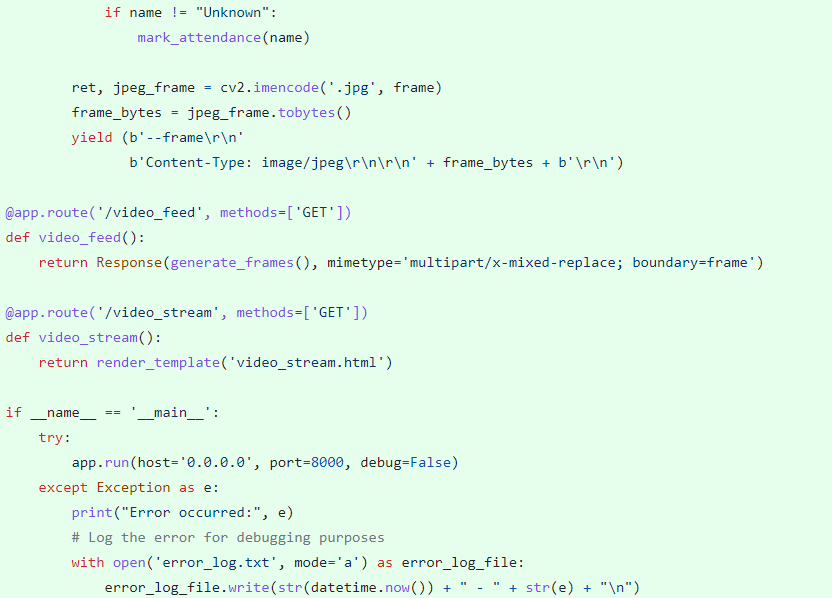 if name != "Unknown":
                mark_attendance(name)

        ret, jpeg_frame = cv2.imencode('.jpg', frame)
        frame_bytes = jpeg_frame.tobytes()
        yield (b'--frame\r\n'
               b'Content-Type: image/jpeg\r\n\r\n' + frame_bytes + b'\r\n')

@app.route('/video_feed', methods=['GET'])
def video_feed():
    return Response(generate_frames(), mimetype='multipart/x-mixed-replace; boundary=frame')

@app.route('/video_stream', methods=['GET'])
def video_stream():
    return render_template('video_stream.html')

if __name__ == '__main__':
    try:
        app.run(host='0.0.0.0', port=8000, debug=False)
    except Exception as e:
        print("Error occurred:", e)
        # Log the error for debugging purposes
        with open('error_log.txt', mode='a') as error_log_file:
            error_log_file.write(str(datetime.now()) + " - " + str(e) + "\n")